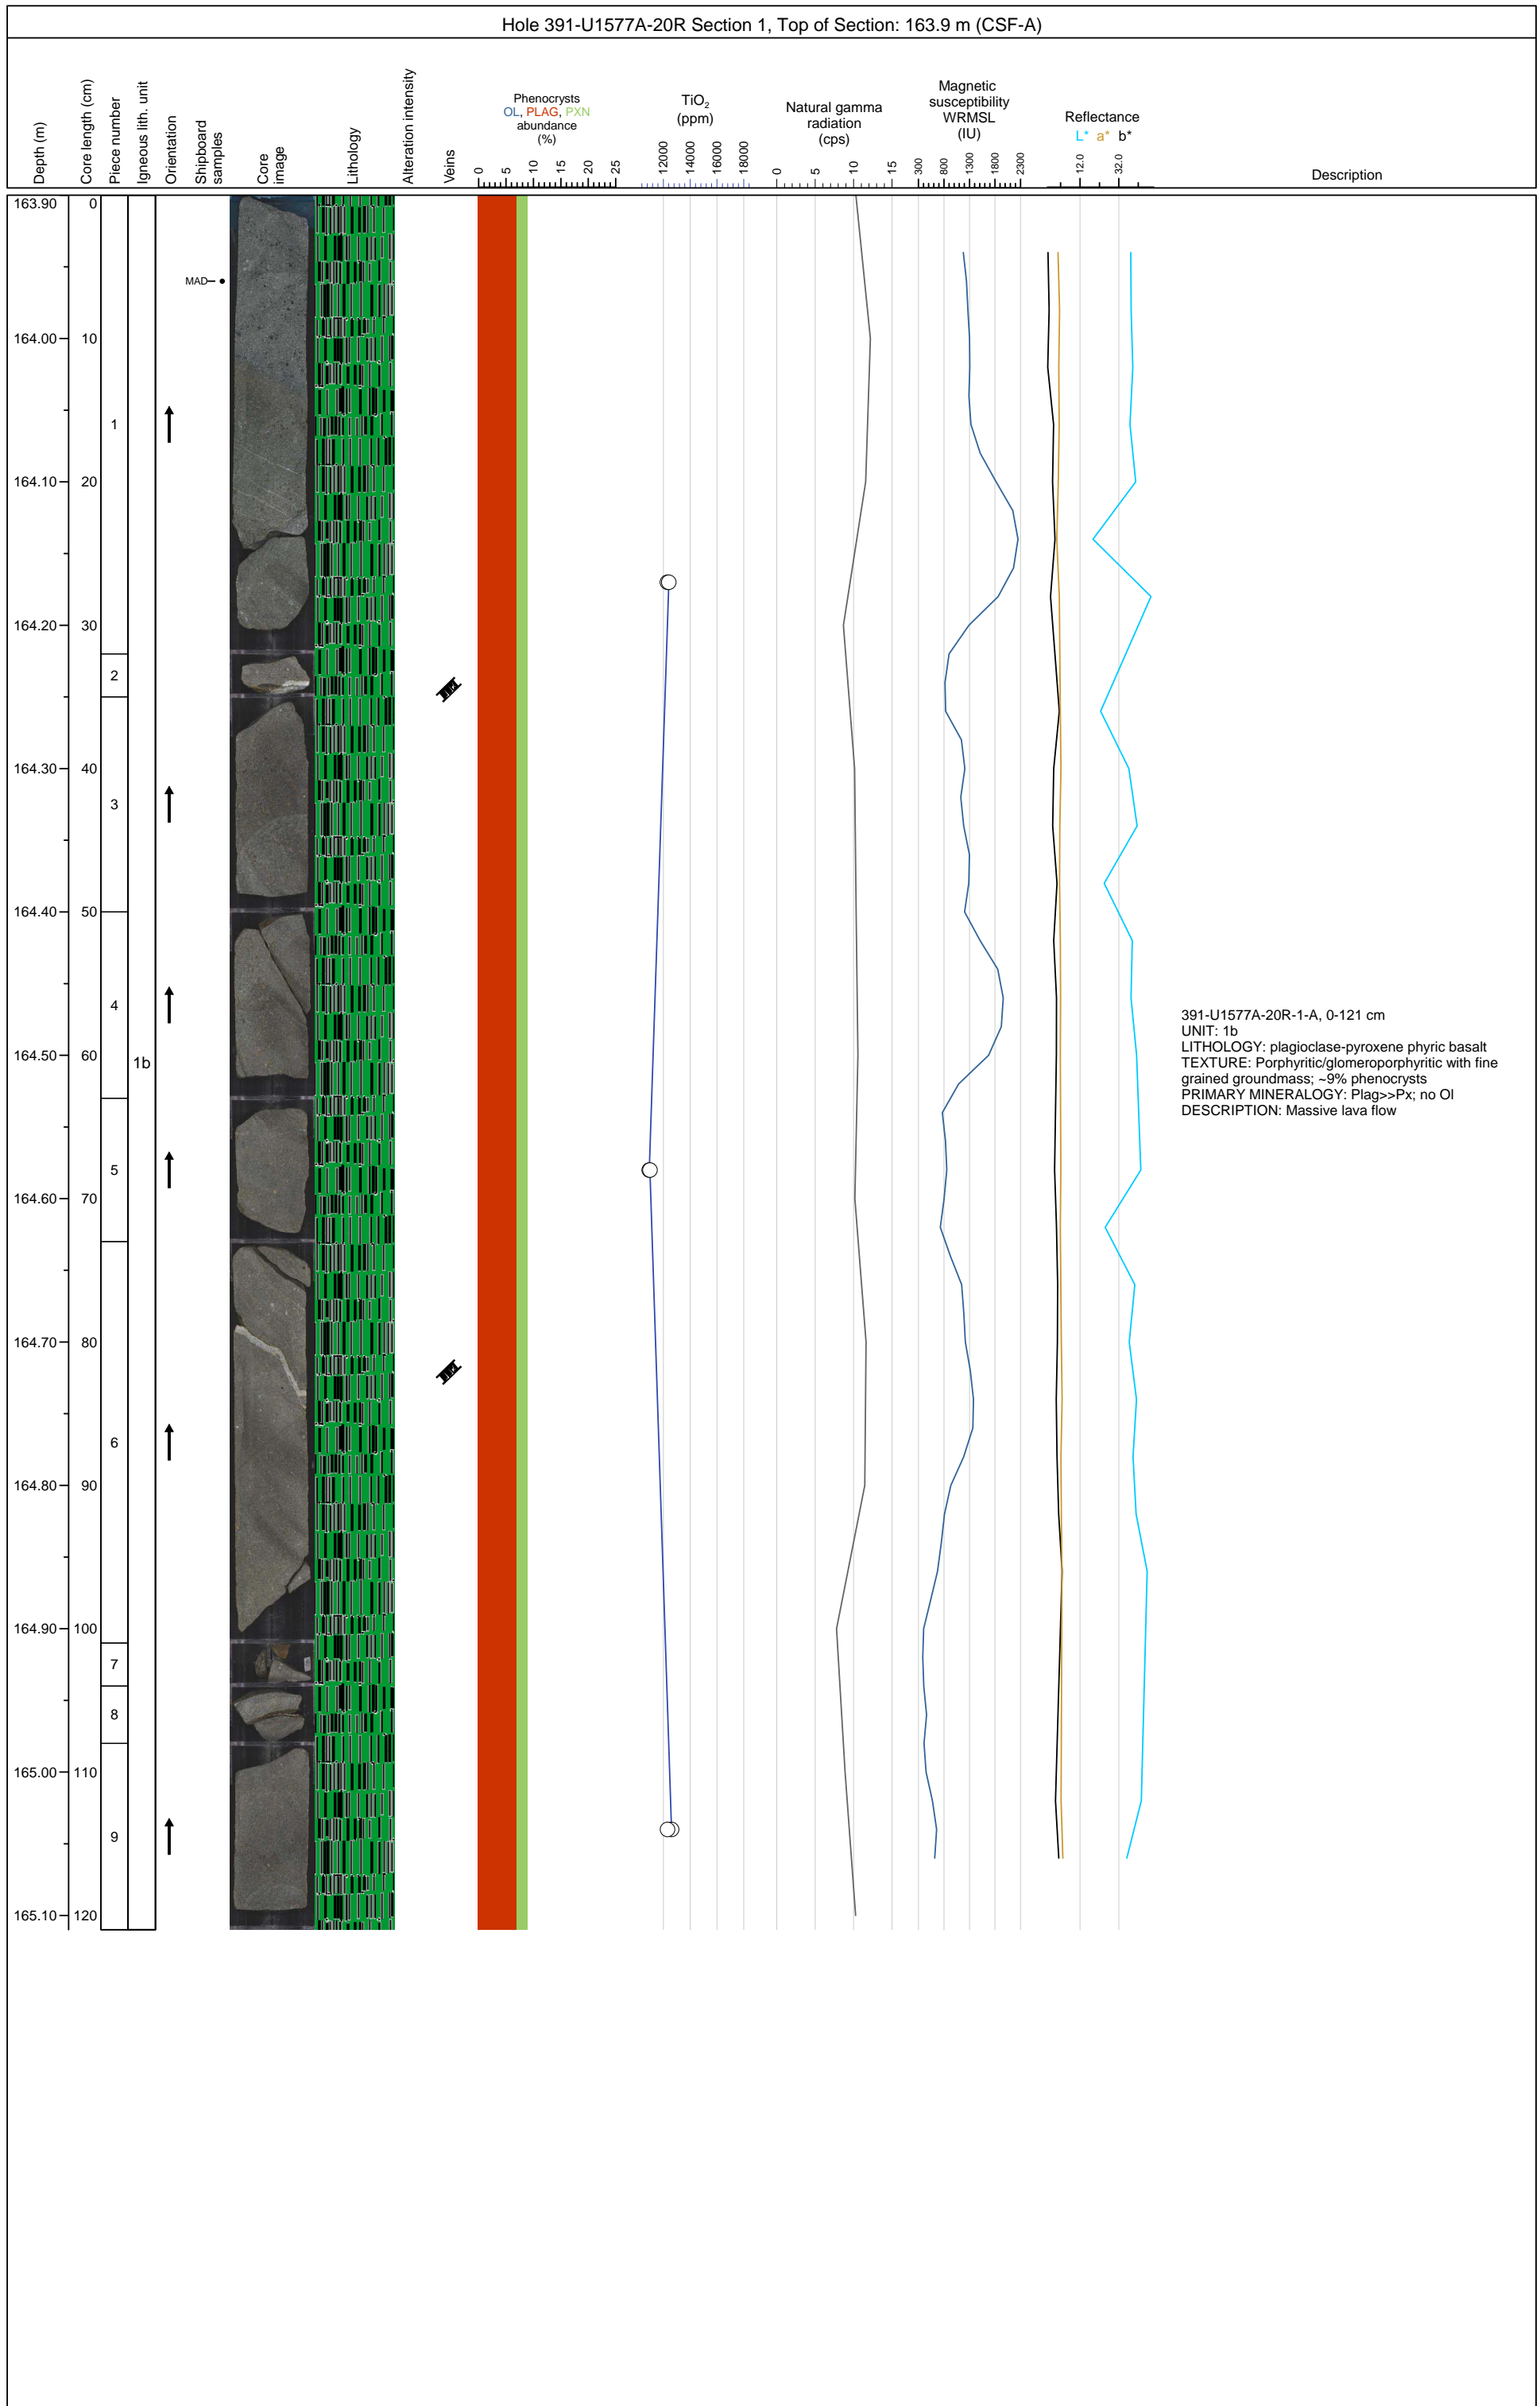 Hole 391-U1577A-20R Section 1, Top of Section: 163.9 m (CSF-A)
Depth (m)
Core length (cm)
Piece number
Igneous lith. unit
Orientation
Shipboard
samples
Core
image
Lithology
Alteration intensity
Veins
Phenocrysts
OL, PLAG, PXN
abundance
(%)
0 5 10 15 20 25
TiO2
(ppm)
12000 14000 16000 18000
Natural gamma
radiation
(cps)
0 5 10 15
Magnetic
susceptibility
WRMSL
(IU)
300 800 1300 1800 2300
Reflectance
L* a* b*
12.0 32.0
Description
163.90 0
MAD
164.00 10
1
164.10 20
164.20 30
2
164.30 40
3
164.40 50
4
164.50 60
1b
5
164.60 70
164.70 80
6
164.80 90
164.90 100
7
8
165.00 110
9
165.10 120
391-U1577A-20R-1-A, 0-121 cm
UNIT: 1b
LITHOLOGY: plagioclase-pyroxene phyric basalt
TEXTURE: Porphyritic/glomeroporphyritic with fine
grained groundmass; ~9% phenocrysts
PRIMARY MINERALOGY: Plag>>Px; no Ol
DESCRIPTION: Massive lava flow